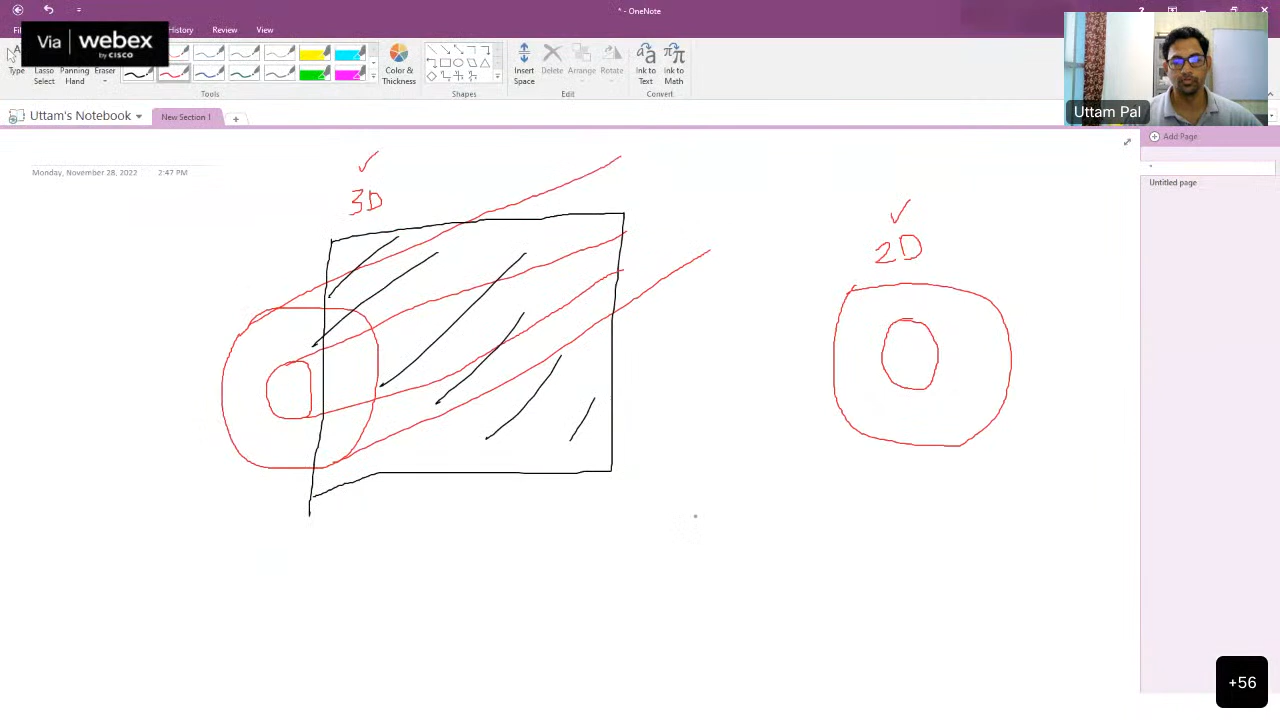 * - OneNote
Via webex
by CISCO
File
History
Review
View
Type
Lasso
Select
Panning
Hand
Eraser
Color &
Thickness
Insert
Space
Delete
Arrange
Rotate
Ink to
Text
Ink to
Math
Tools
Shapes
Edit
Convert
Uttam Pal
Uttam's Notebook
New Section 1
+
Add Page
Monday, November 28, 2022
2:47 PM
Untitled page
3D
2D
+56